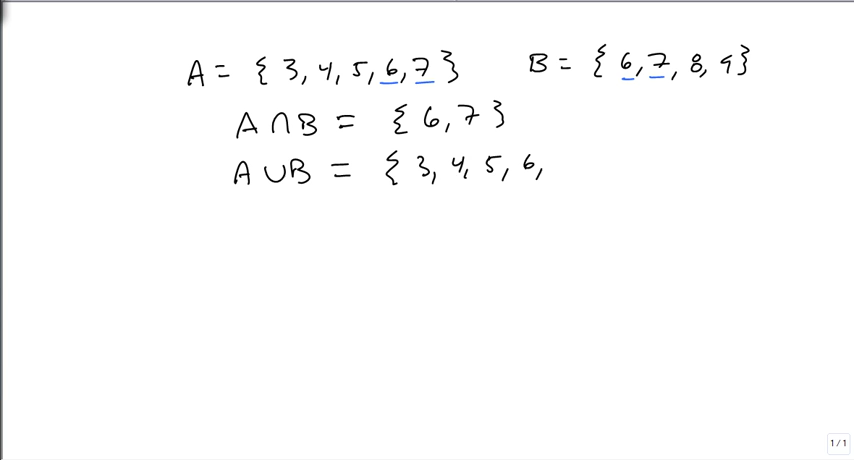 A = { 3, 4, 5, 6, 7 } B = { 6, 7, 8, 9 }
A ∩ B = { 6, 7 }
A ∪ B = { 3, 4, 5, 6,
1 / 1